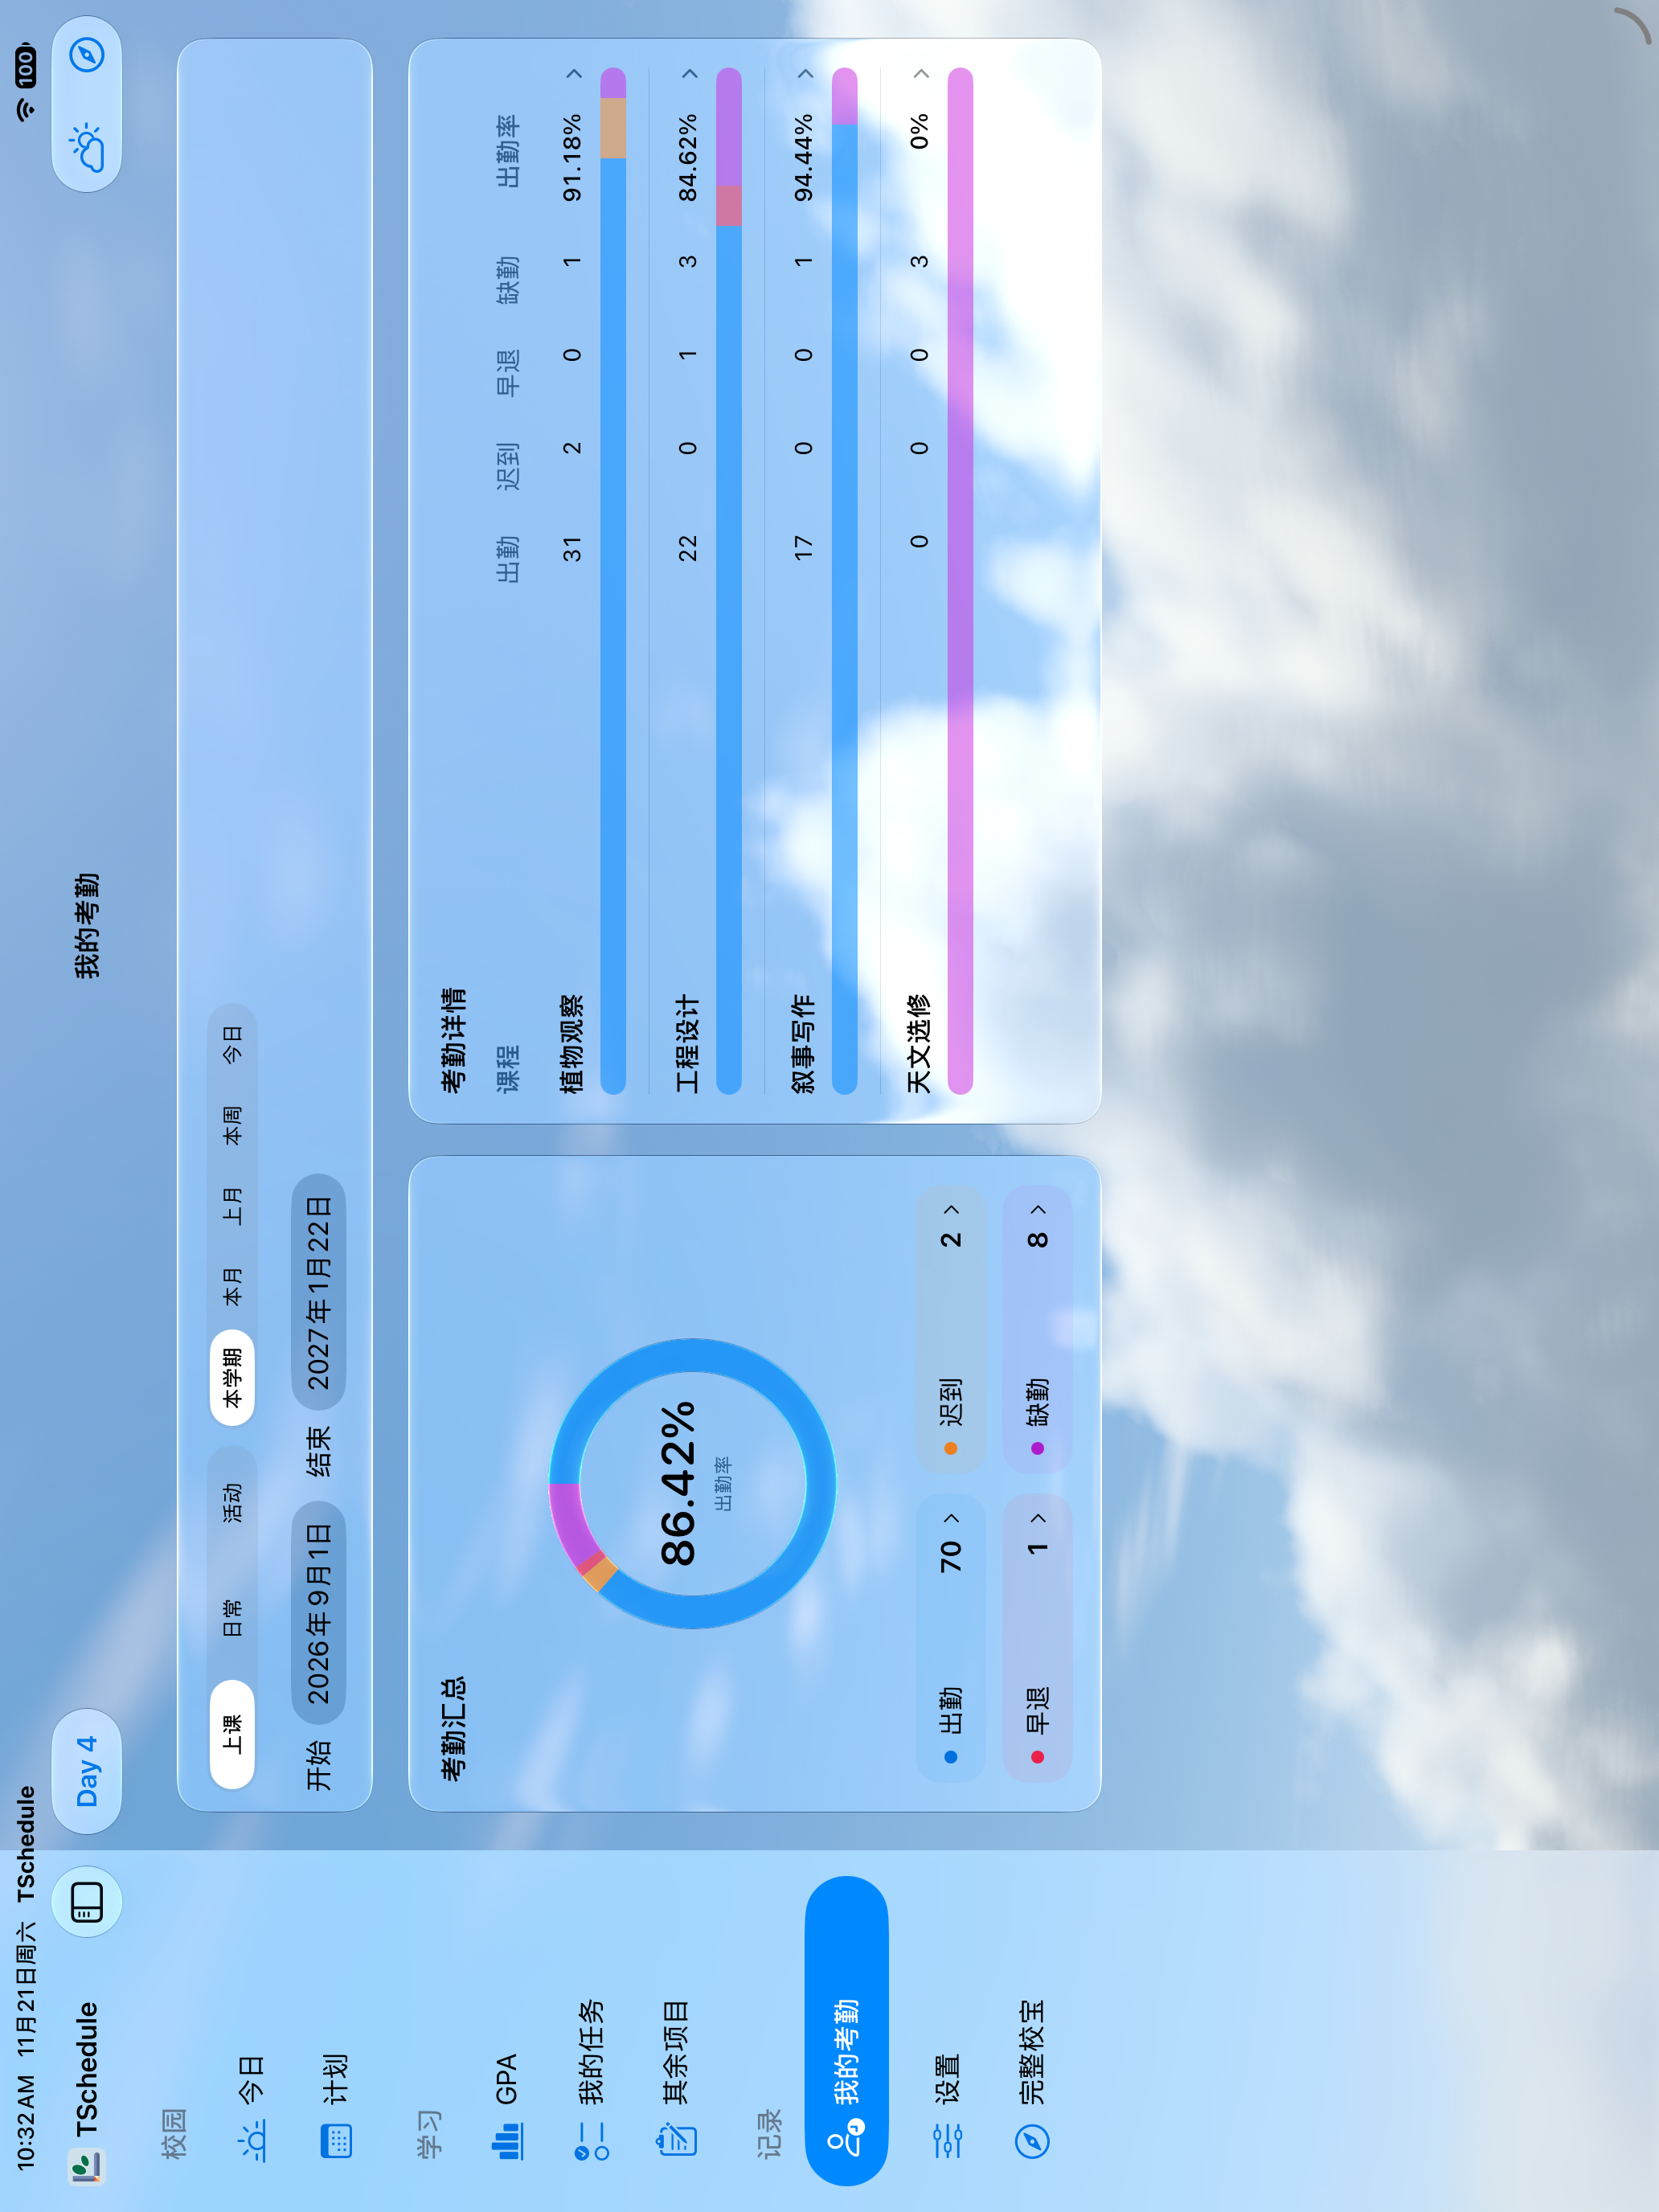 10:32 AM 11月21日周六 TSchedule
100
TSchedule
Day 4
我的考勤
校园
今日
计划
学习
GPA
我的任务
其余项目
记录
我的考勤
设置
完整校宝
上课 日常 活动 本学期 本月 上月 本周 今日
开始 2026年9月1日 结束 2027年1月22日
考勤汇总
86.42%
出勤率
出勤 70
迟到 2
早退 1
缺勤 8
考勤详情
课程 出勤 迟到 早退 缺勤 出勤率
植物观察 31 2 0 1 91.18%
工程设计 22 0 1 3 84.62%
叙事写作 17 0 0 1 94.44%
天文选修 0 0 0 3 0%